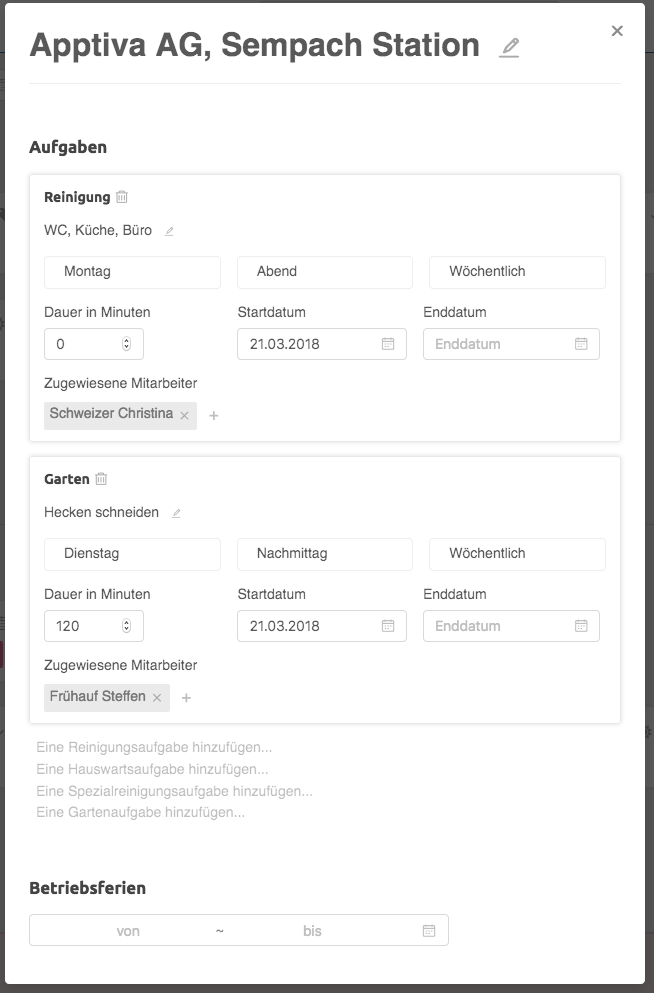 Apptiva AG, Sempach Station
Aufgaben
Reinigung
WC, Küche, Büro
Montag Abend Wöchentlich
Dauer in Minuten Startdatum Enddatum
0 21.03.2018 Enddatum
Zugewiesene Mitarbeiter
Schweizer Christina × +
Garten
Hecken schneiden
Dienstag Nachmittag Wöchentlich
Dauer in Minuten Startdatum Enddatum
120 21.03.2018 Enddatum
Zugewiesene Mitarbeiter
Frühauf Steffen × +
Eine Reinigungsaufgabe hinzufügen...
Eine Hauswartsaufgabe hinzufügen...
Eine Spezialreinigungsaufgabe hinzufügen...
Eine Gartenaufgabe hinzufügen...
Betriebsferien
von ~ bis